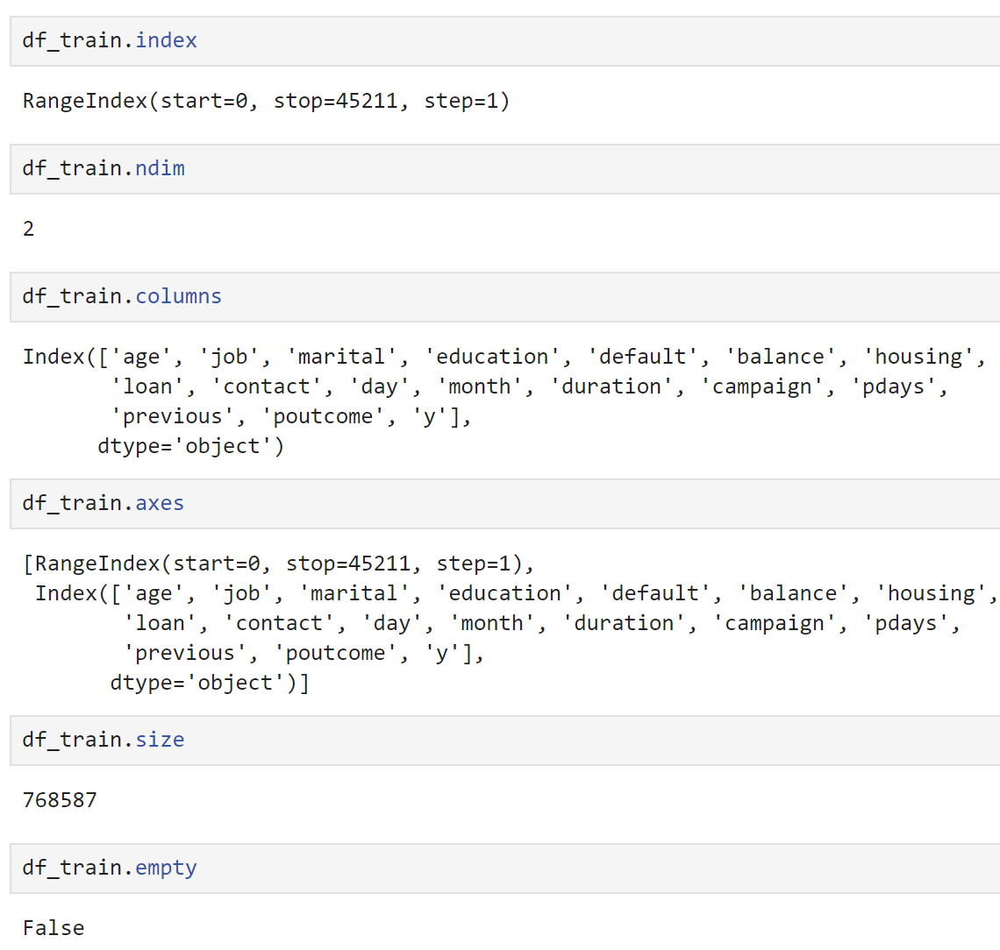 df_train.index
RangeIndex(start=0, stop=45211, step=1)
df_train.ndim
2
df_train.columns
Index(['age', 'job', 'marital', 'education', 'default', 'balance', 'housing',
       'loan', 'contact', 'day', 'month', 'duration', 'campaign', 'pdays',
       'previous', 'poutcome', 'y'],
      dtype='object')
df_train.axes
[RangeIndex(start=0, stop=45211, step=1),
 Index(['age', 'job', 'marital', 'education', 'default', 'balance', 'housing',
        'loan', 'contact', 'day', 'month', 'duration', 'campaign', 'pdays',
        'previous', 'poutcome', 'y'],
       dtype='object')]
df_train.size
768587
df_train.empty
False